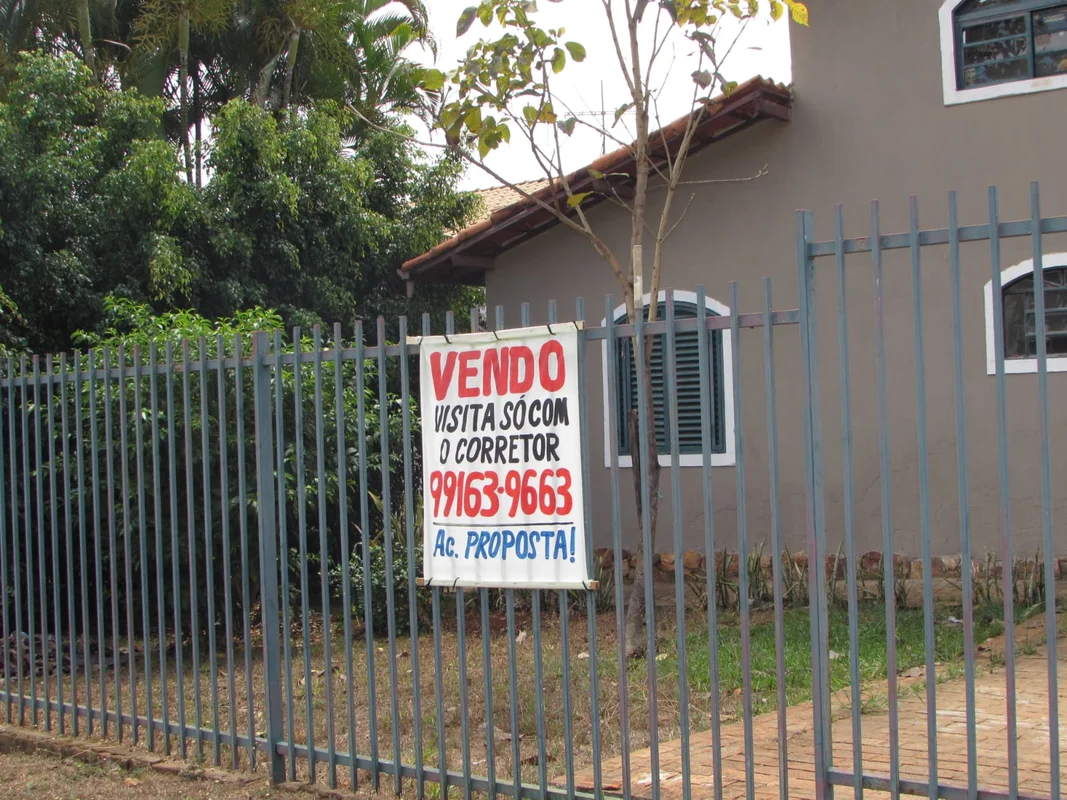 VENDO
VISITA SÓ COM
O CORRETOR
99163-9663
Ac. PROPOSTA!